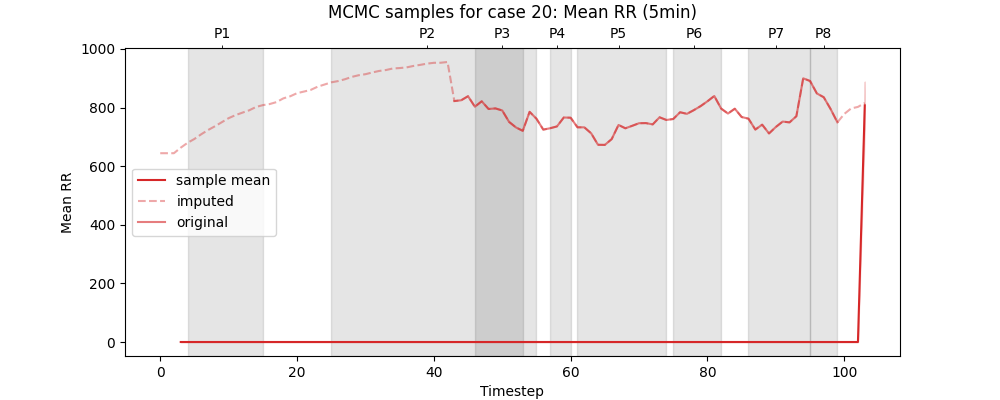 MCMC samples for case 20: Mean RR (5min)
P1 P2 P3 P4 P5 P6 P7 P8
1000
800
600
400
200
0
Mean RR
sample mean
imputed
original
0 20 40 60 80 100
Timestep